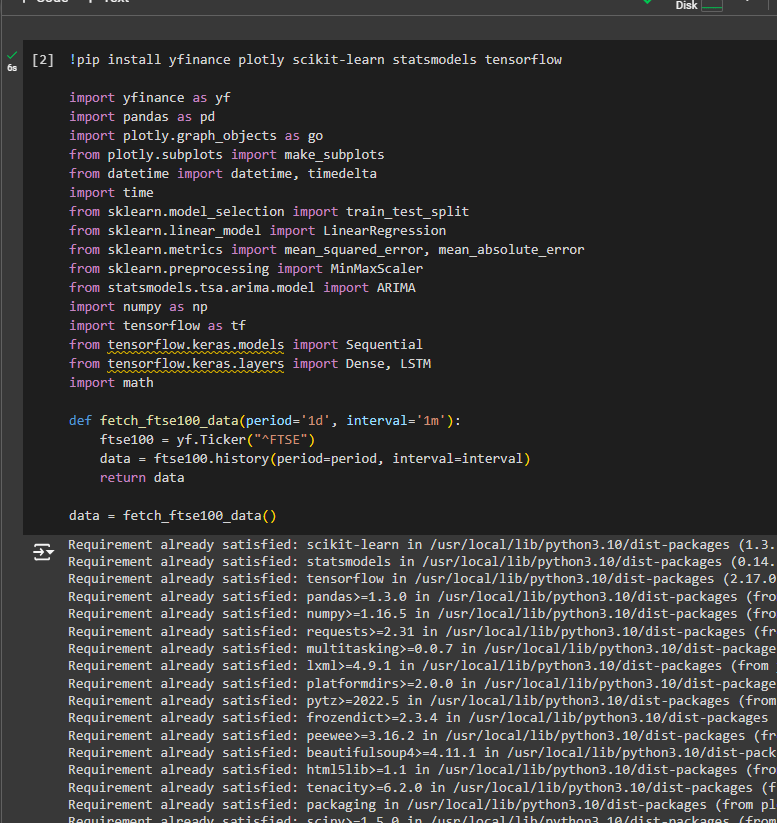 Code Text
Disk
6s
[2] !pip install yfinance plotly scikit-learn statsmodels tensorflow
import yfinance as yf
import pandas as pd
import plotly.graph_objects as go
from plotly.subplots import make_subplots
from datetime import datetime, timedelta
import time
from sklearn.model_selection import train_test_split
from sklearn.linear_model import LinearRegression
from sklearn.metrics import mean_squared_error, mean_absolute_error
from sklearn.preprocessing import MinMaxScaler
from statsmodels.tsa.arima.model import ARIMA
import numpy as np
import tensorflow as tf
from tensorflow.keras.models import Sequential
from tensorflow.keras.layers import Dense, LSTM
import math
def fetch_ftse100_data(period='1d', interval='1m'):
    ftse100 = yf.Ticker("^FTSE")
    data = ftse100.history(period=period, interval=interval)
    return data
data = fetch_ftse100_data()
Requirement already satisfied: scikit-learn in /usr/local/lib/python3.10/dist-packages (1.3.
Requirement already satisfied: statsmodels in /usr/local/lib/python3.10/dist-packages (0.14.
Requirement already satisfied: tensorflow in /usr/local/lib/python3.10/dist-packages (2.17.0
Requirement already satisfied: pandas>=1.3.0 in /usr/local/lib/python3.10/dist-packages (fro
Requirement already satisfied: numpy>=1.16.5 in /usr/local/lib/python3.10/dist-packages (fro
Requirement already satisfied: requests>=2.31 in /usr/local/lib/python3.10/dist-packages (fr
Requirement already satisfied: multitasking>=0.0.7 in /usr/local/lib/python3.10/dist-package
Requirement already satisfied: lxml>=4.9.1 in /usr/local/lib/python3.10/dist-packages (from
Requirement already satisfied: platformdirs>=2.0.0 in /usr/local/lib/python3.10/dist-package
Requirement already satisfied: pytz>=2022.5 in /usr/local/lib/python3.10/dist-packages (from
Requirement already satisfied: frozendict>=2.3.4 in /usr/local/lib/python3.10/dist-packages
Requirement already satisfied: peewee>=3.16.2 in /usr/local/lib/python3.10/dist-packages (fr
Requirement already satisfied: beautifulsoup4>=4.11.1 in /usr/local/lib/python3.10/dist-pack
Requirement already satisfied: html5lib>=1.1 in /usr/local/lib/python3.10/dist-packages (fro
Requirement already satisfied: tenacity>=6.2.0 in /usr/local/lib/python3.10/dist-packages (f
Requirement already satisfied: packaging in /usr/local/lib/python3.10/dist-packages (from pl
Requirement already satisfied: scipy>=1.5.0 in /usr/local/lib/python3.10/dist-packages (from